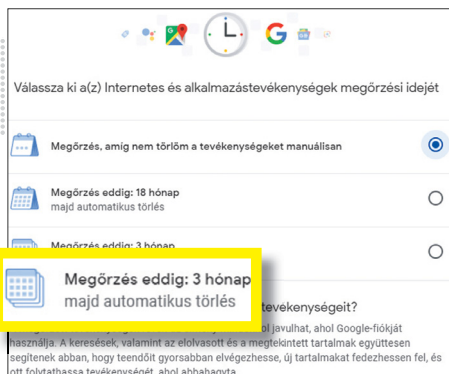 Válassza ki a(z) Internetes és alkalmazástevékenységek megőrzési idejét
Megőrzés, amíg nem törlöm a tevékenységeket manuálisan
Megőrzés eddig: 18 hónap
majd automatikus törlés
Megőrzés eddig: 3 hónap
Megőrzés eddig: 3 hónap
majd automatikus törlés
tevékenységeit?
javulhat, ahol Google-fiókját
használja. A keresések, valamint az elolvasott és a megtekintett tartalmak együttesen
segítenek abban, hogy teendőit gyorsabban elvégezhesse, új tartalmakat fedezhessen fel, és
ott folytathassa tevékenységét, ahol abbahagyta.